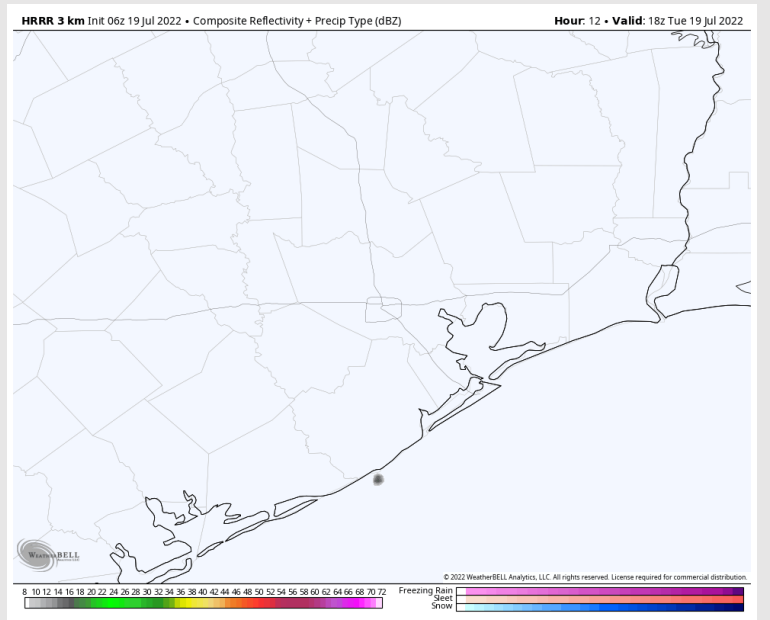 HRRR 3 km Init 06z 19 Jul 2022 • Composite Reflectivity + Precip Type (dBZ) Hour: 12 • Valid: 18z Tue 19 Jul 2022
WeatherBELL
© 2022 WeatherBELL Analytics, LLC. All rights reserved. License required for commercial distribution.
8 10 12 14 16 18 20 22 24 26 28 30 32 34 36 38 40 42 44 46 48 50 52 54 56 58 60 62 64 66 68 70 72
Freezing Rain
Sleet
Snow